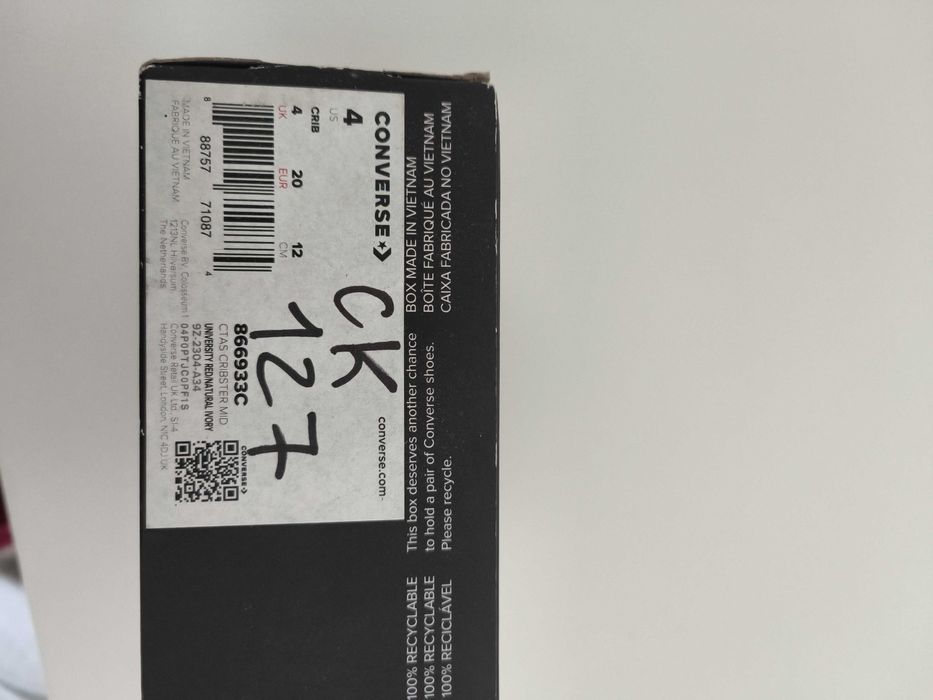 CONVERSE
4
US
CRIB
4 20 12
UK EUR CM
8 88757 71087 4
MADE IN VIETNAM
FABRIQUÉ AU VIETNAM
Converse BV. Colosseum 1
1213NL Hilversum
The Netherlands
CK
127
converse.com
866933C
CTAS CRIBSTER MID
UNIVERSITY RED/NATURAL IVORY
9Z-2304-A34
04P0PTJC0PF1S
Converse Retail UK Ltd., S1-4
Handyside Street, London, N1C 4DJ UK
CONVERSE
BOX MADE IN VIETNAM
BOÎTE FABRIQUÉ AU VIETNAM
CAIXA FABRICADA NO VIETNAM
This box deserves another chance
to hold a pair of Converse shoes.
Please recycle.
100% RECYCLABLE
100% RECYCLABLE
100% RECICLÁVEL